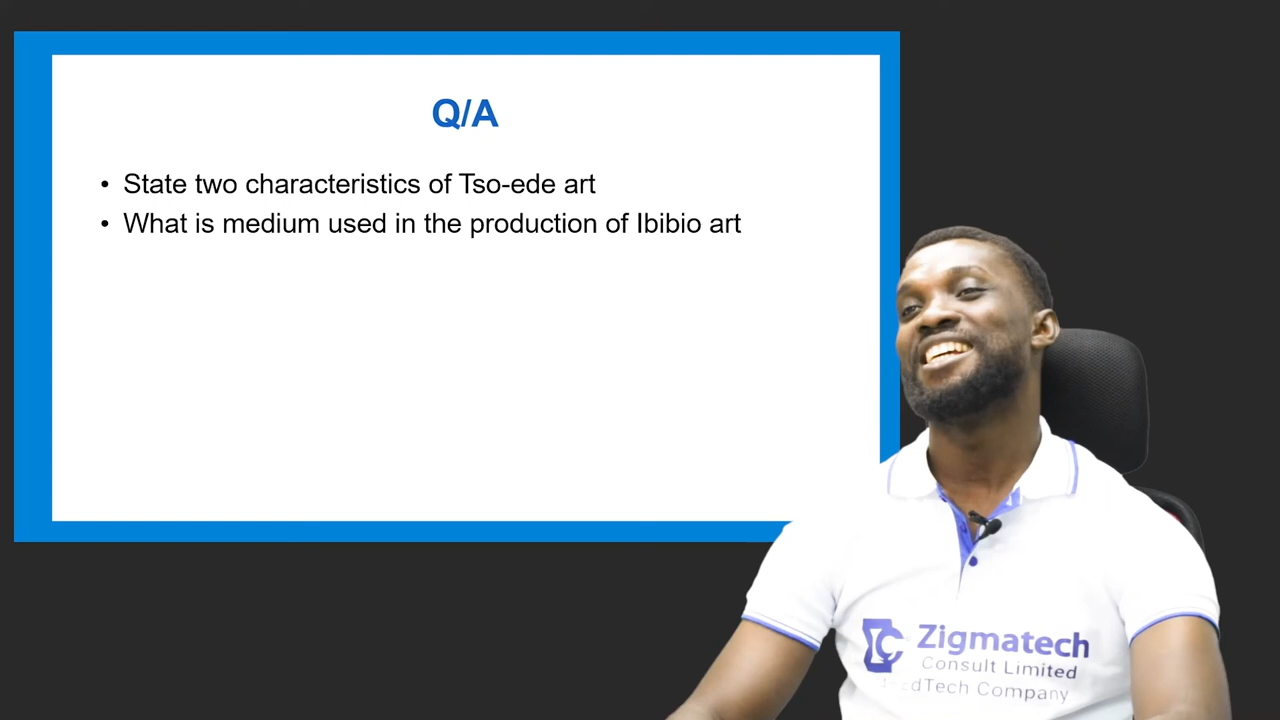 Q/A
• State two characteristics of Tso-ede art
• What is medium used in the production of Ibibio art
Zigmatech
Consult Limited
EdTech Company